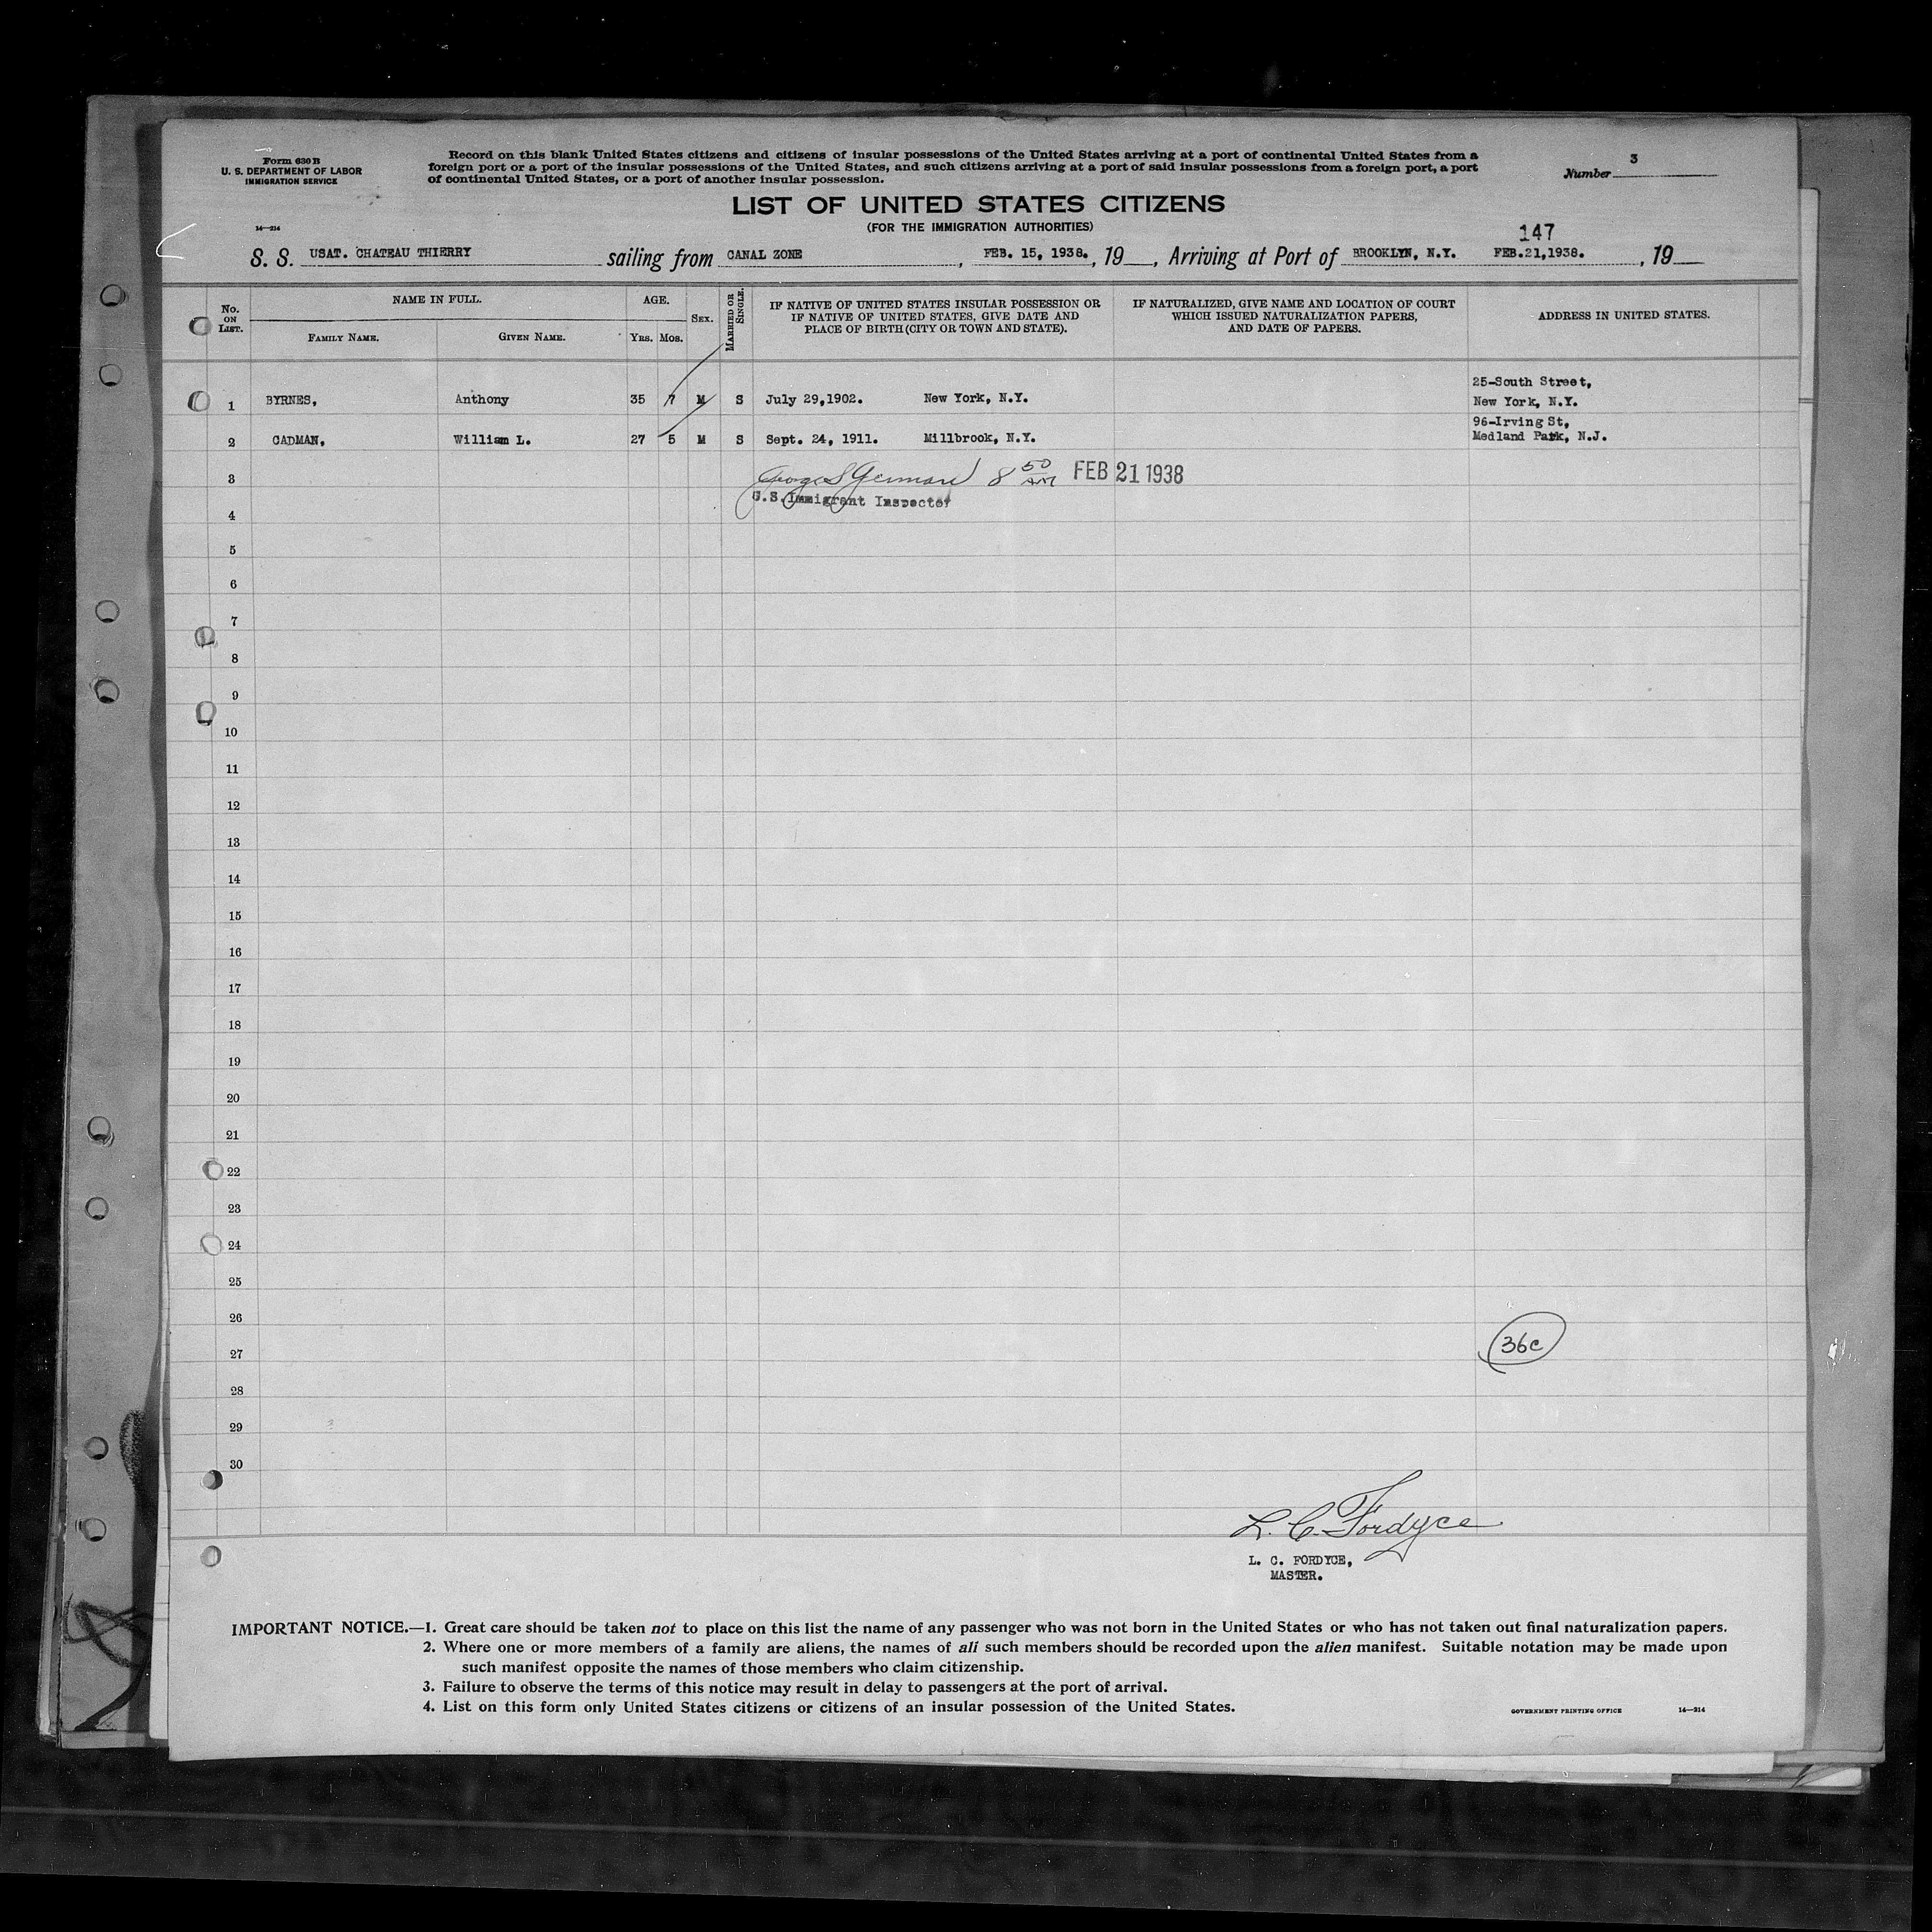 Form 630 B
U. S. DEPARTMENT OF LABOR
IMMIGRATION SERVICE
14—214
Record on this blank United States citizens and citizens of insular possessions of the United States arriving at a port of continental United States from a
foreign port or a port of the insular possessions of the United States, and such citizens arriving at a port of said insular possessions from a foreign port, a port
of continental United States, or a port of another insular possession.
Number 3
LIST OF UNITED STATES CITIZENS
(FOR THE IMMIGRATION AUTHORITIES)
147
S. S. USAT. CHATEAU THIERRY sailing from CANAL ZONE , FEB. 15, 1938. , 19 , Arriving at Port of BROOKLYN, N.Y. FEB.21,1938. , 19
No. ON LIST. NAME IN FULL. AGE. SEX. MARRIED OR SINGLE. IF NATIVE OF UNITED STATES INSULAR POSSESSION OR IF NATIVE OF UNITED STATES, GIVE DATE AND PLACE OF BIRTH (CITY OR TOWN AND STATE). IF NATURALIZED, GIVE NAME AND LOCATION OF COURT WHICH ISSUED NATURALIZATION PAPERS, AND DATE OF PAPERS. ADDRESS IN UNITED STATES.
FAMILY NAME. GIVEN NAME. YRS. MOS.
25-South Street,
1 BYRNES, Anthony 35 7 M S July 29,1902. New York, N.Y. New York, N.Y.
96-Irving St,
2 CADMAN, William L. 27 5 M S Sept. 24, 1911. Millbrook, N.Y. Medland Park, N.J.
3 George S 8 50 AM FEB 21 1938
U.S. Immigrant Inspector
4
5
6
7
8
9
10
11
12
13
14
15
16
17
18
19
20
21
22
23
24
25
26
36c
27
28
29
30
L. C. Fordyce
L. C. FORDYCE,
MASTER.
IMPORTANT NOTICE.—1. Great care should be taken not to place on this list the name of any passenger who was not born in the United States or who has not taken out final naturalization papers.
2. Where one or more members of a family are aliens, the names of all such members should be recorded upon the alien manifest. Suitable notation may be made upon
such manifest opposite the names of those members who claim citizenship.
3. Failure to observe the terms of this notice may result in delay to passengers at the port of arrival.
4. List on this form only United States citizens or citizens of an insular possession of the United States.
GOVERNMENT PRINTING OFFICE 14—214